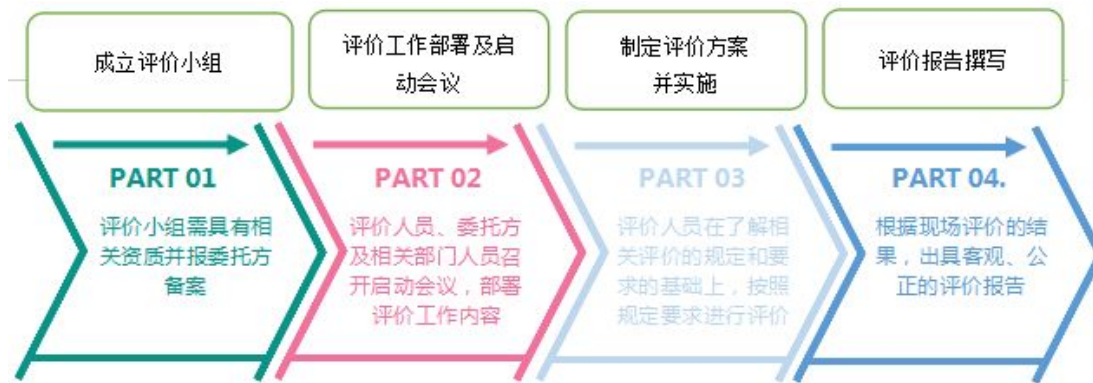 成立评价小组
评价工作部署及启
动会议
制定评价方案
并实施
评价报告撰写
PART 01
评价小组需具有相
关资质并报委托方
备案
PART 02
评价人员、委托方
及相关部门人员召
开启动会议，部署
评价工作内容
PART 03
评价人员在了解相
关评价的规定和要
求的基础上，按照
规定要求进行评价
PART 04.
根据现场评价的结
果，出具客观、公
正的评价报告